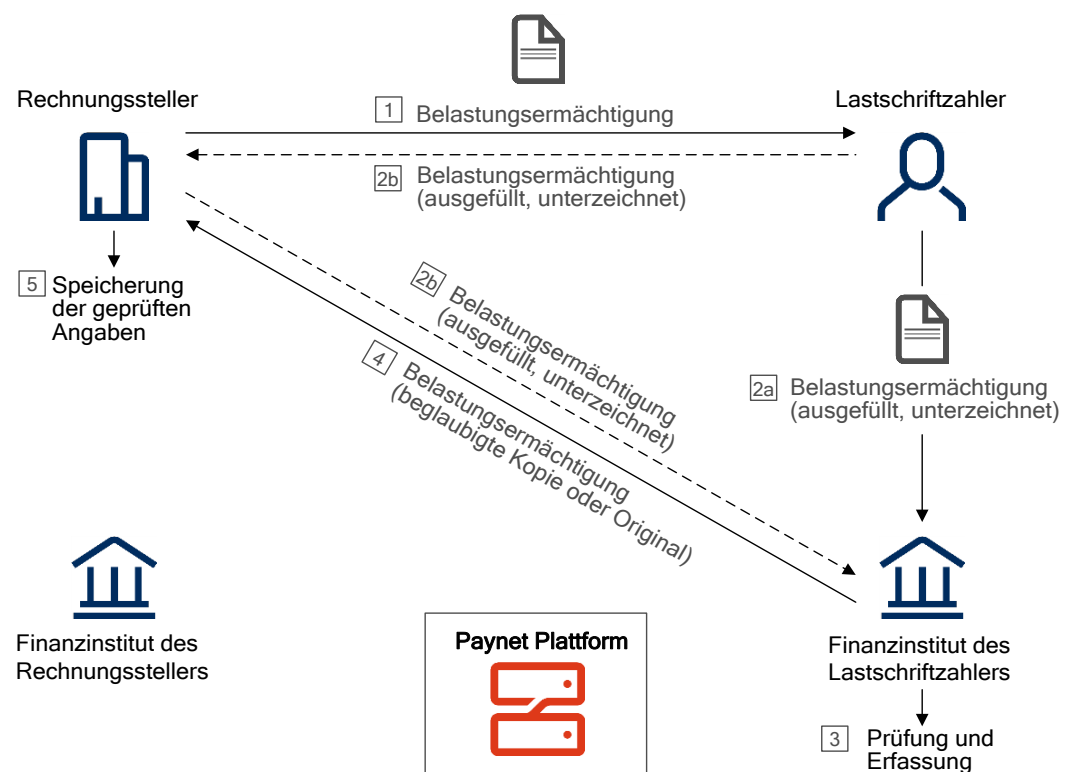 Rechnungssteller
Lastschriftzahler
1 Belastungsermächtigung
2b Belastungsermächtigung
(ausgefüllt, unterzeichnet)
5 Speicherung
der geprüften
Angaben
2b Belastungsermächtigung
(ausgefüllt, unterzeichnet)
4 Belastungsermächtigung
(beglaubigte Kopie oder Original)
2a Belastungsermächtigung
(ausgefüllt, unterzeichnet)
Finanzinstitut des
Rechnungsstellers
Paynet Plattform
Finanzinstitut des
Lastschriftzahlers
3 Prüfung und
Erfassung